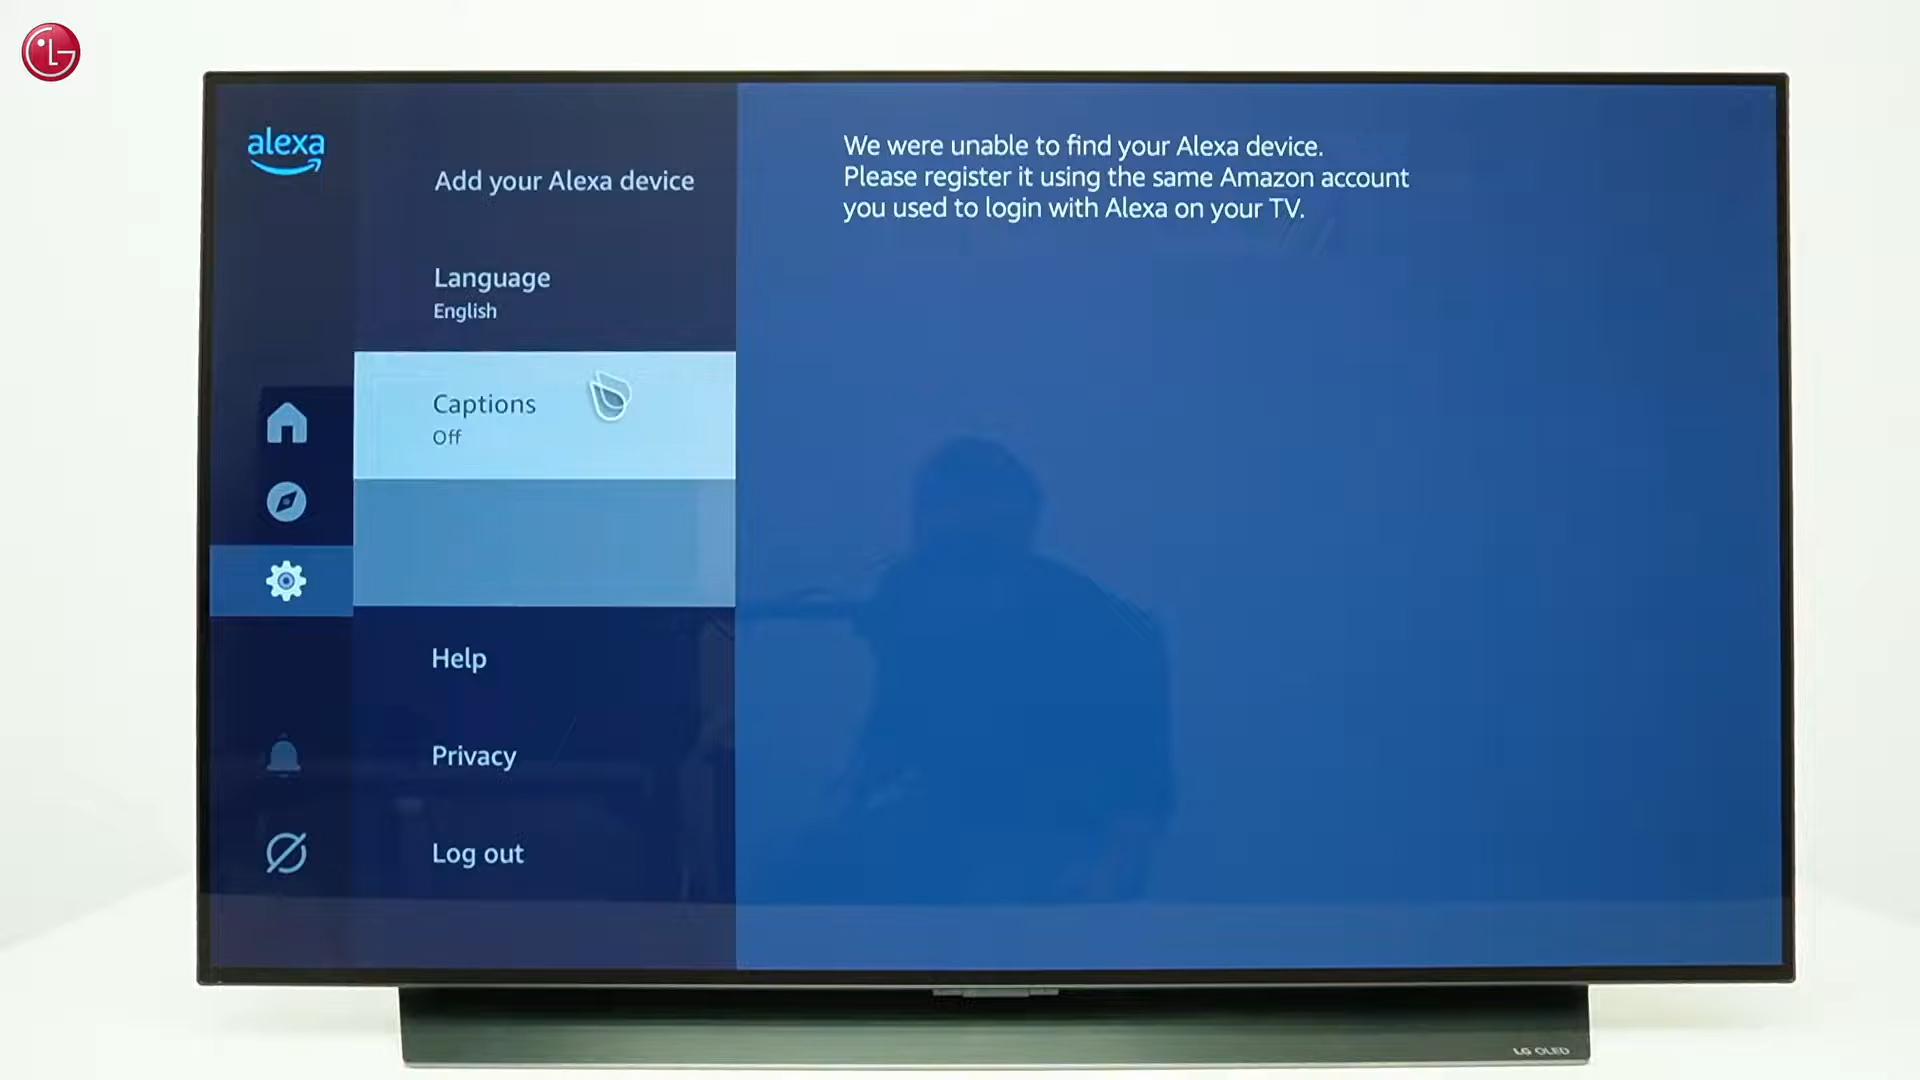 LG
alexa
Add your Alexa device
Language
English
Captions
Off
Help
Privacy
Log out
We were unable to find your Alexa device.
Please register it using the same Amazon account
you used to login with Alexa on your TV.
LG OLED